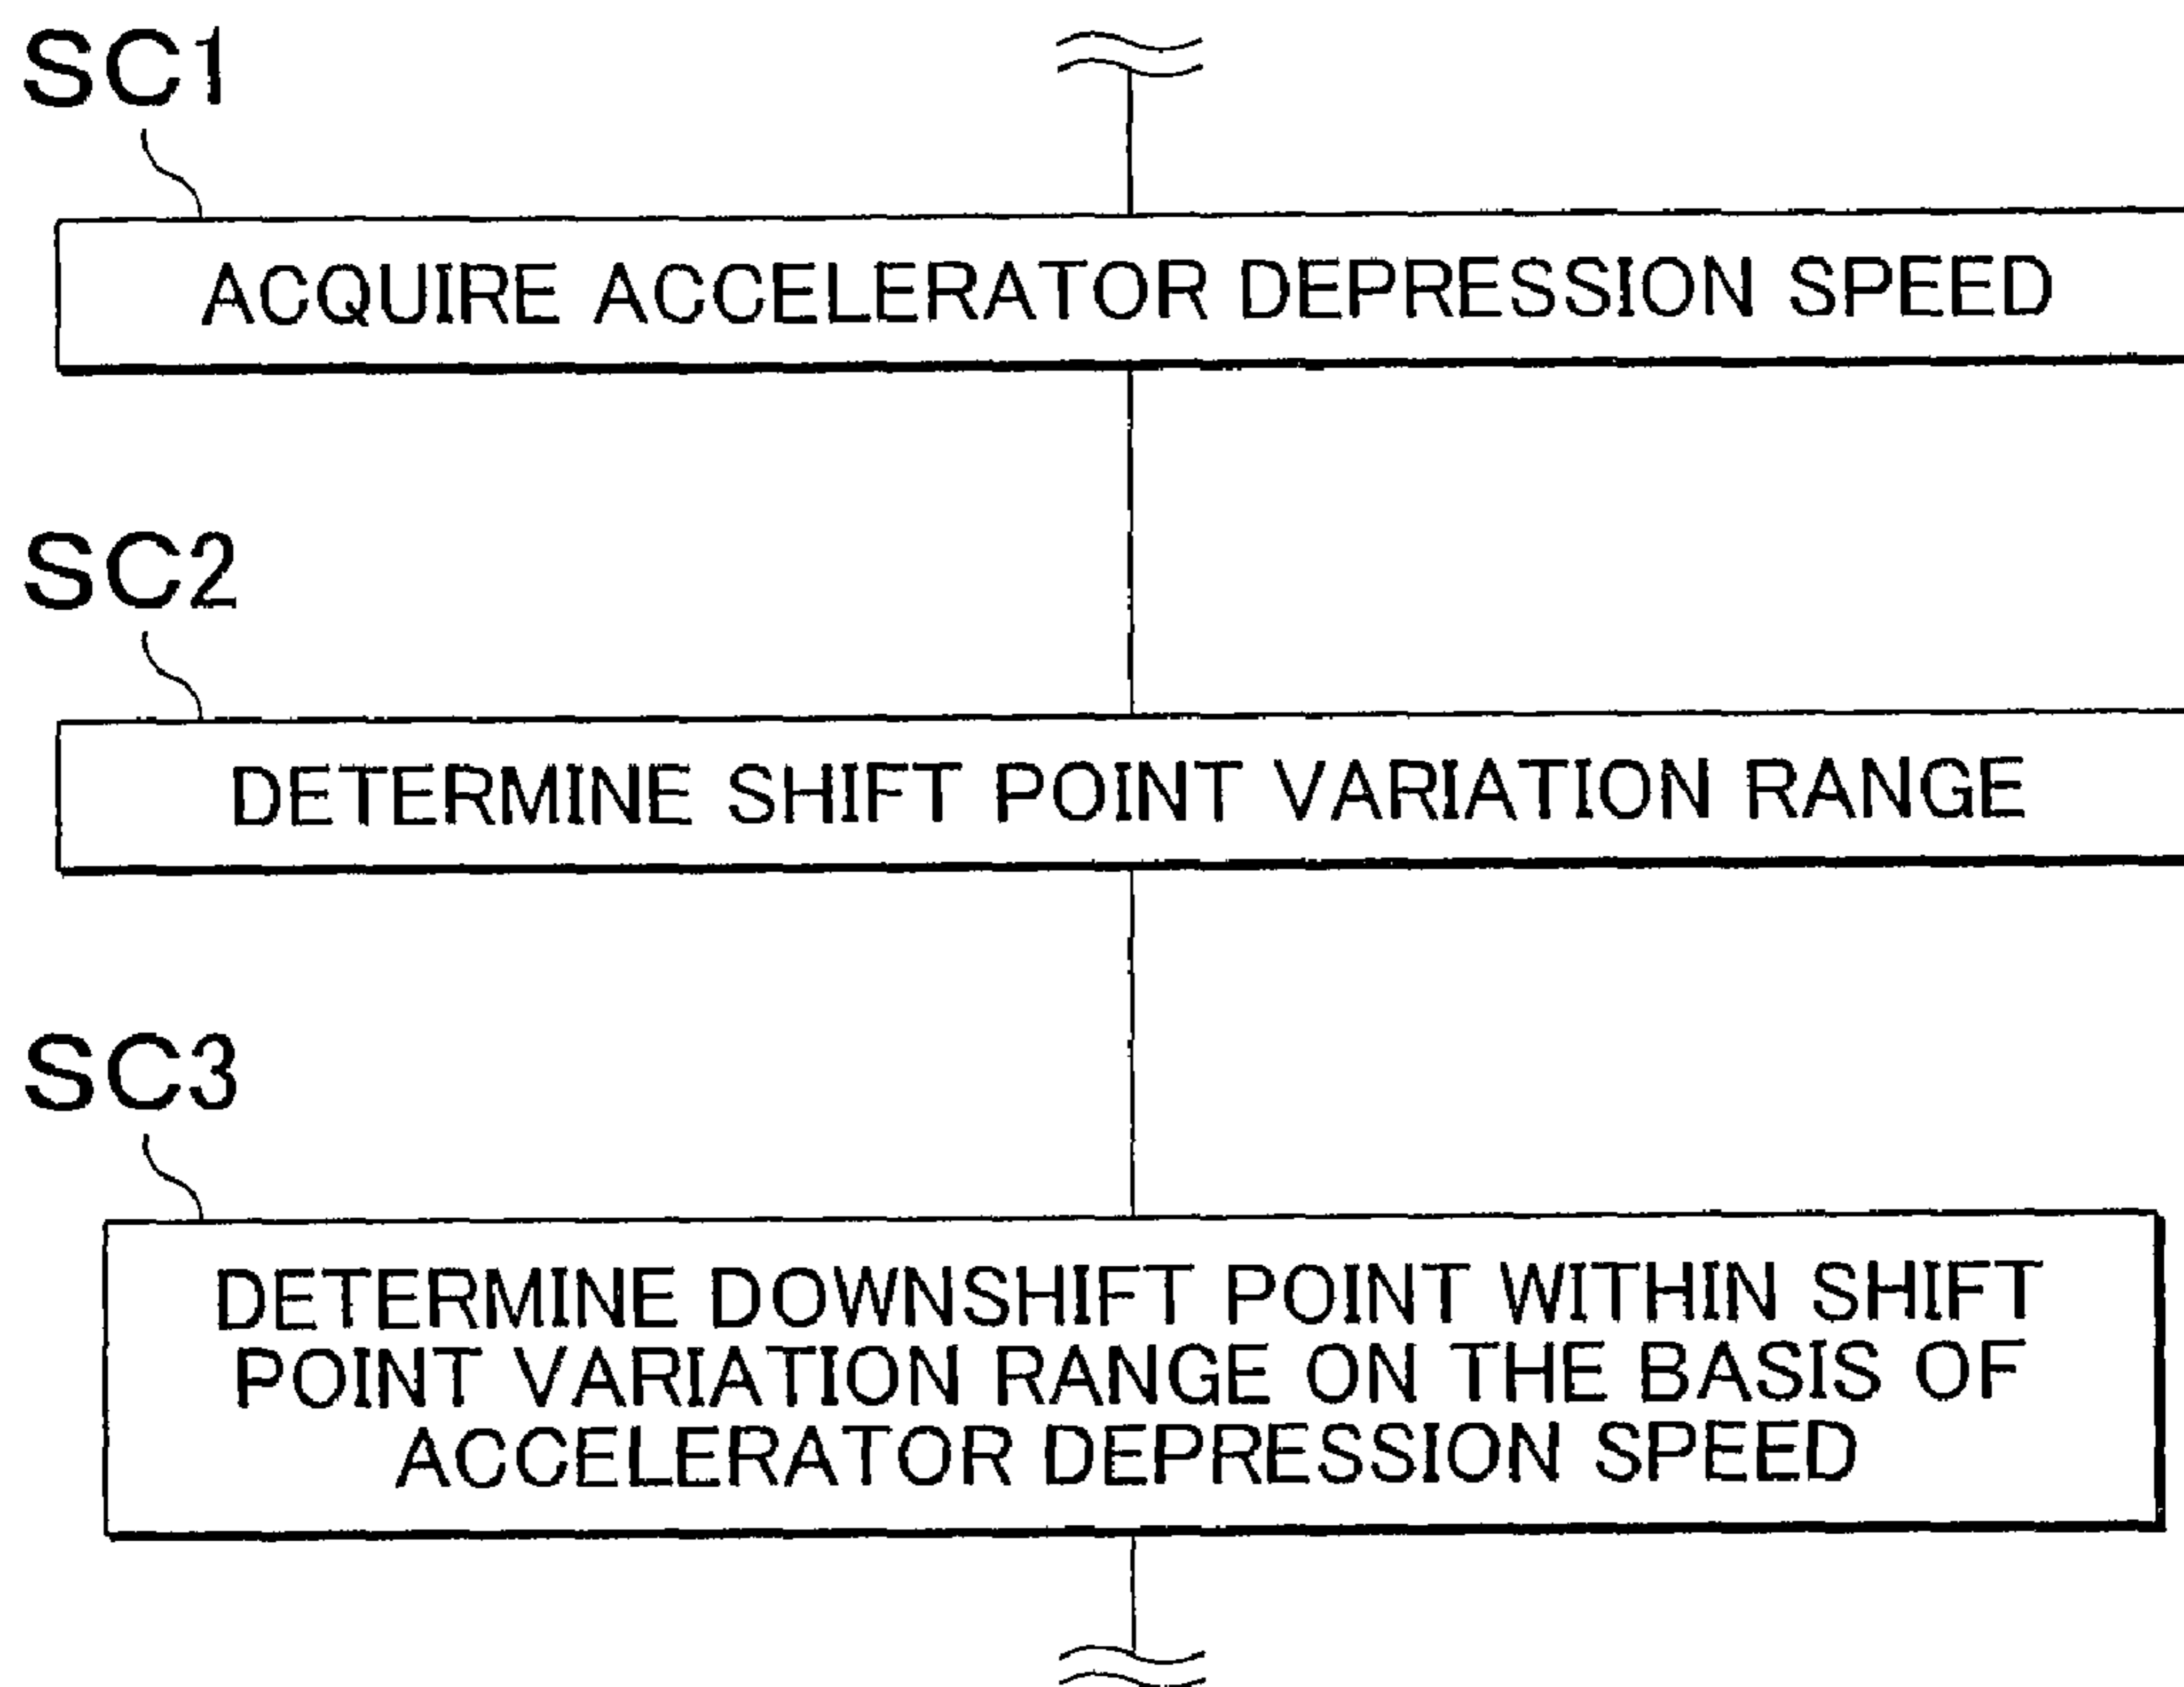 SC1
ACQUIRE ACCELERATOR DEPRESSION SPEED
SC2
DETERMINE SHIFT POINT VARIATION RANGE
SC3
DETERMINE DOWNSHIFT POINT WITHIN SHIFT
POINT VARIATION RANGE ON THE BASIS OF
ACCELERATOR DEPRESSION SPEED